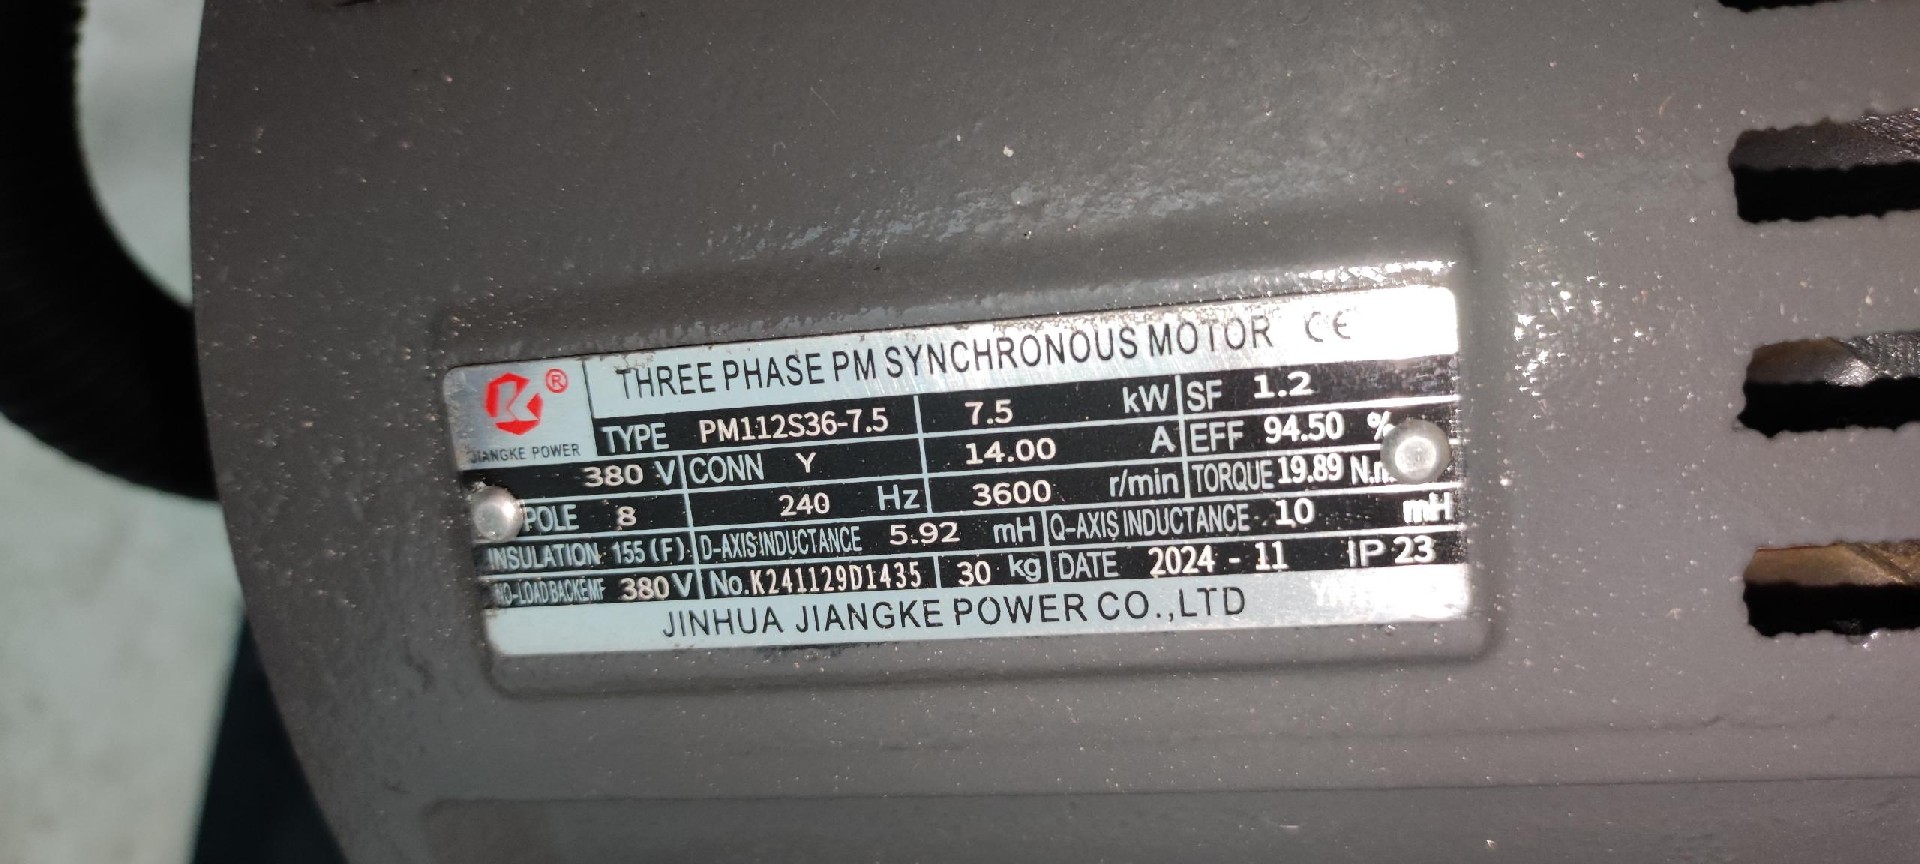 THREE PHASE PM SYNCHRONOUS MOTOR CE
R ®
JIANGKE POWER
TYPE PM112S36-7.5 7.5 kW SF 1.2
380 V CONN Y 14.00 A EFF 94.50 %
POLE 8 240 Hz 3600 r/min TORQUE 19.89
INSULATION 155 (F) D-AXIS INDUCTANCE 5.92 mH Q-AXIS INDUCTANCE 10 mH
NO-LOAD BACK EMF 380 V No.K241129D1435 30 kg DATE 2024 - 11 IP 23
JINHUA JIANGKE POWER CO.,LTD